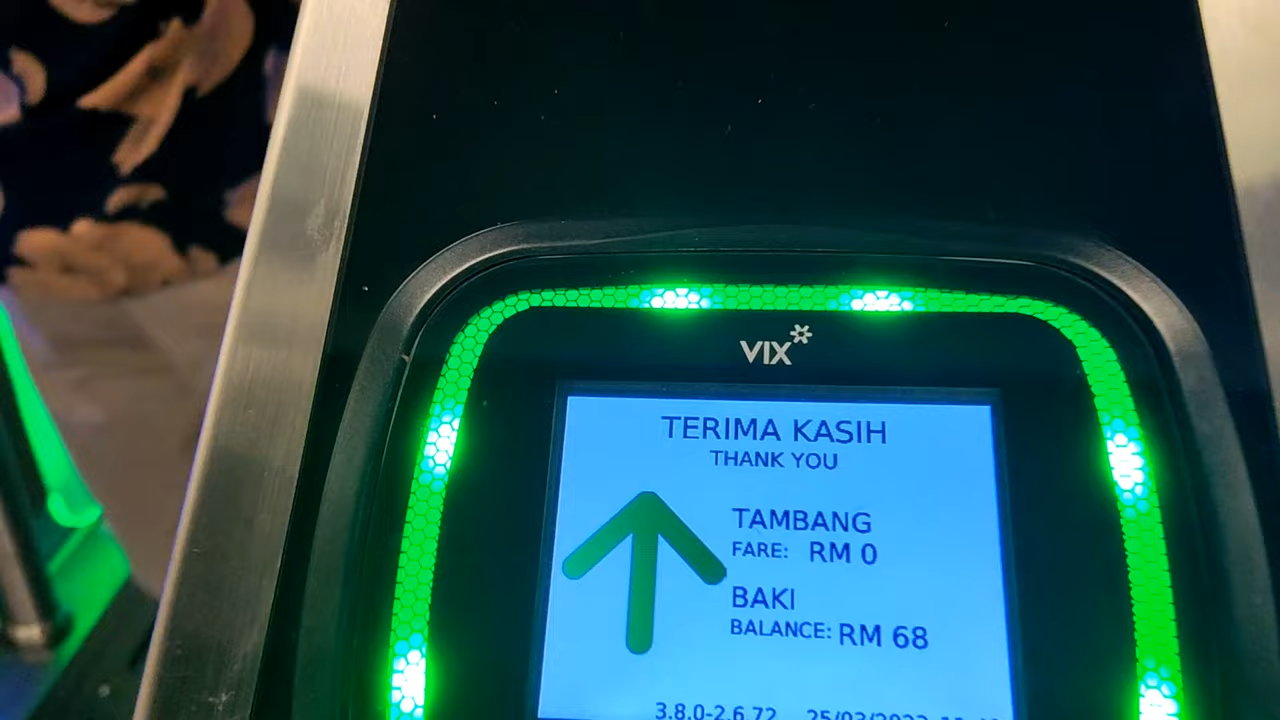 VIX
TERIMA KASIH
THANK YOU
TAMBANG
FARE: RM 0
BAKI
BALANCE: RM 68
3.8.0-2.6.72